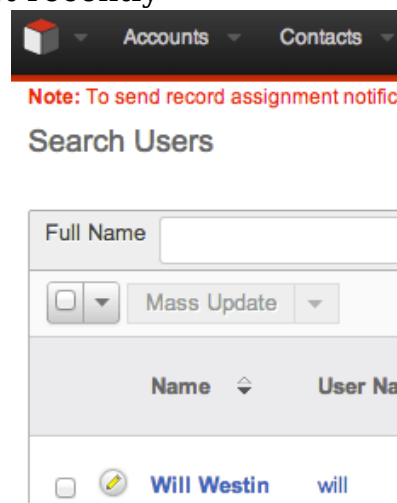 Accounts Contacts
Note: To send record assignment notific
Search Users
Full Name
Mass Update
Name User Na
Will Westin will